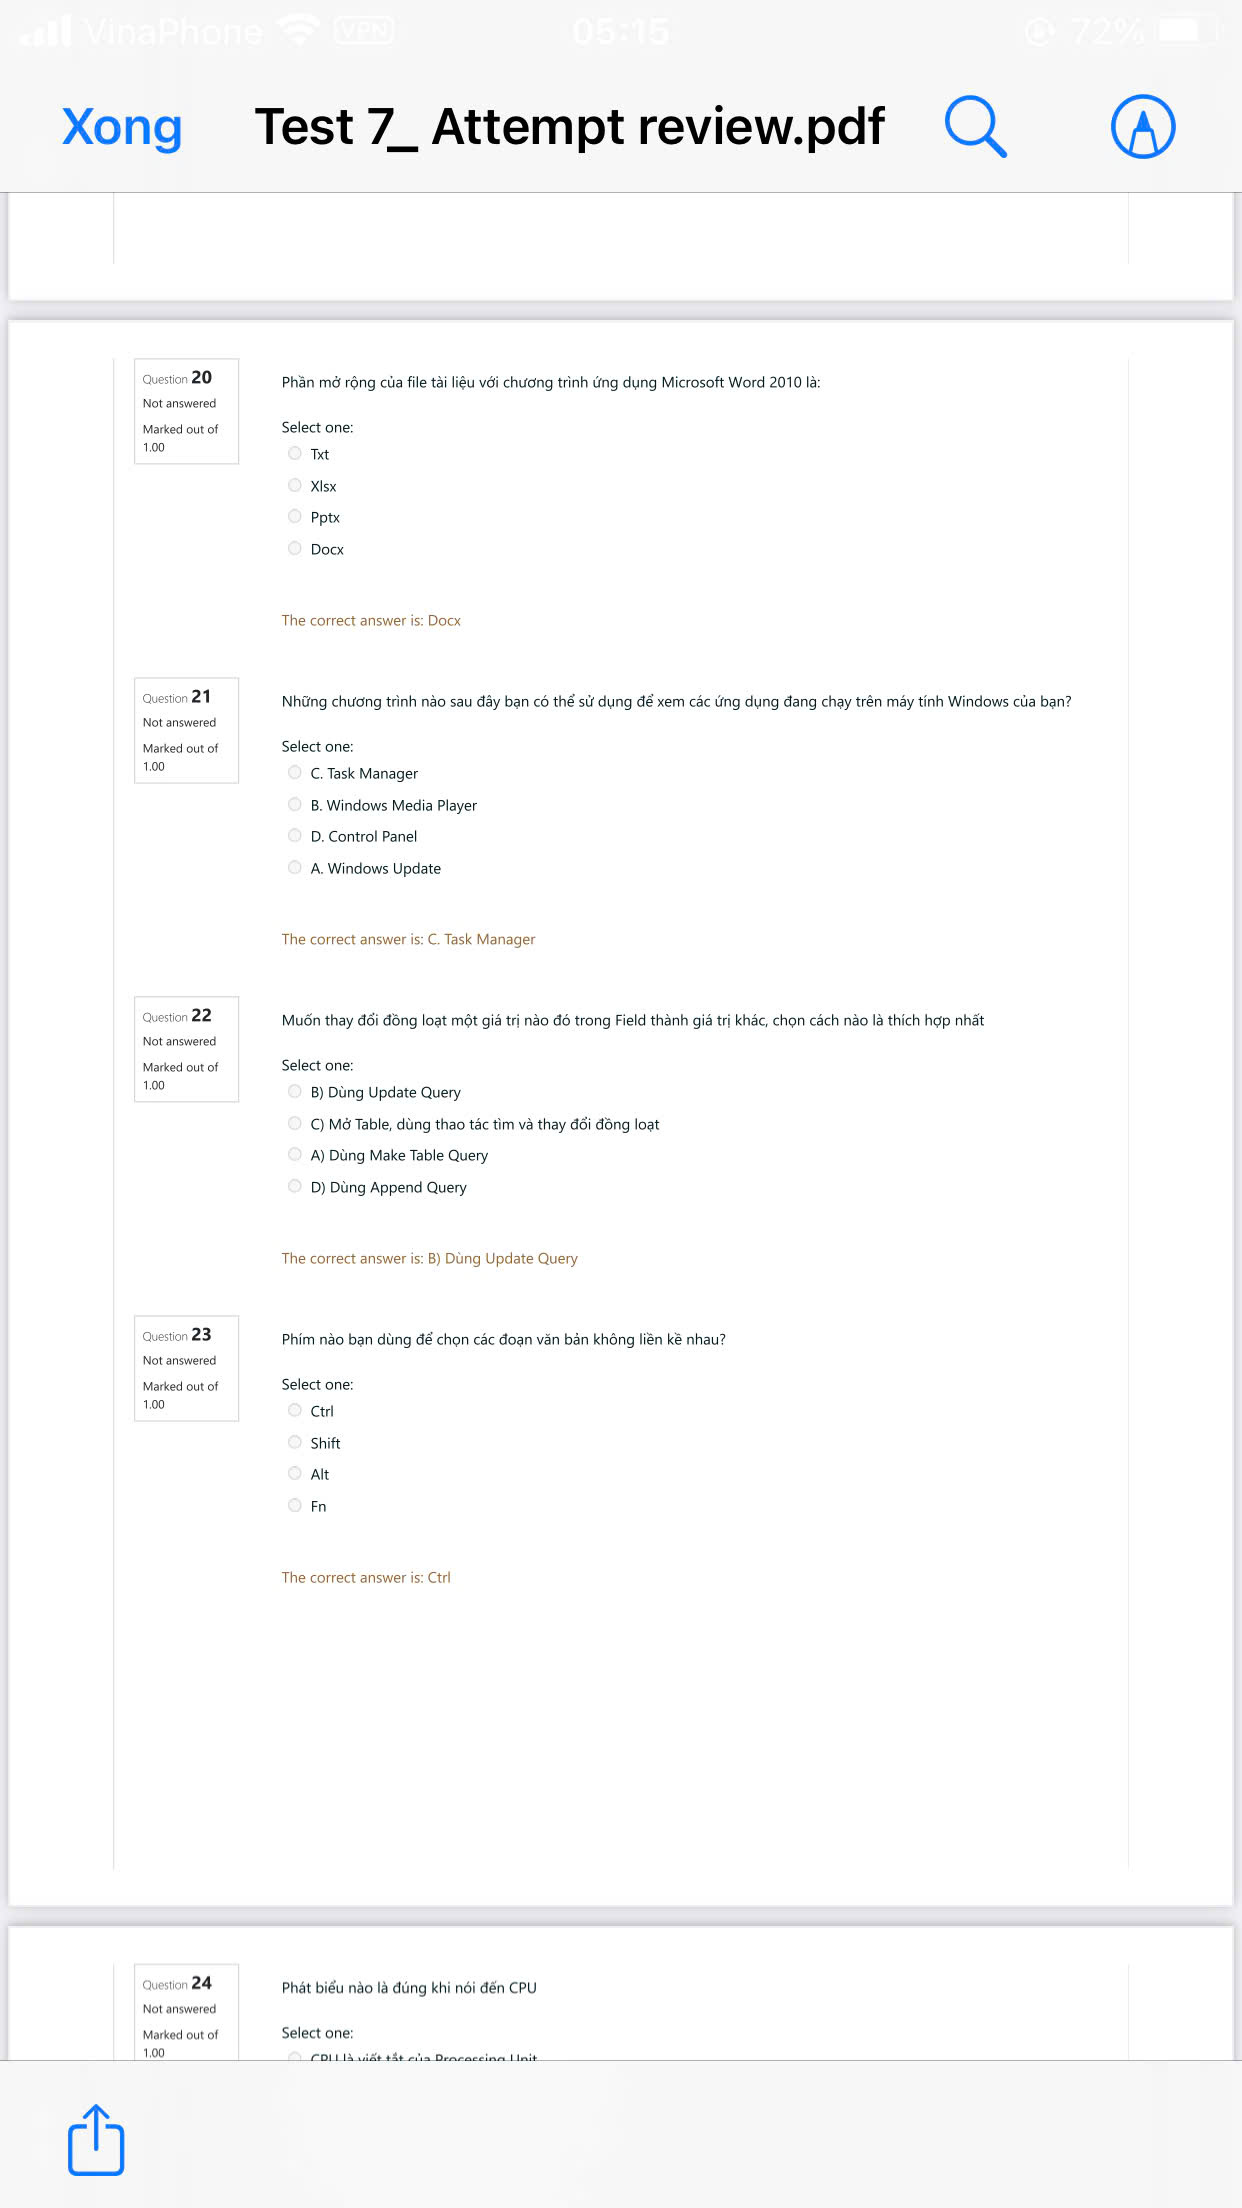 VinaPhone VPN 05:15 72%
Xong Test 7_ Attempt review.pdf
Question 20
Not answered
Marked out of
1.00
Phần mở rộng của file tài liệu với chương trình ứng dụng Microsoft Word 2010 là:
Select one:
Txt
Xlsx
Pptx
Docx
The correct answer is: Docx
Question 21
Not answered
Marked out of
1.00
Những chương trình nào sau đây bạn có thể sử dụng để xem các ứng dụng đang chạy trên máy tính Windows của bạn?
Select one:
C. Task Manager
B. Windows Media Player
D. Control Panel
A. Windows Update
The correct answer is: C. Task Manager
Question 22
Not answered
Marked out of
1.00
Muốn thay đổi đồng loạt một giá trị nào đó trong Field thành giá trị khác, chọn cách nào là thích hợp nhất
Select one:
B) Dùng Update Query
C) Mở Table, dùng thao tác tìm và thay đổi đồng loạt
A) Dùng Make Table Query
D) Dùng Append Query
The correct answer is: B) Dùng Update Query
Question 23
Not answered
Marked out of
1.00
Phím nào bạn dùng để chọn các đoạn văn bản không liền kề nhau?
Select one:
Ctrl
Shift
Alt
Fn
The correct answer is: Ctrl
Question 24
Not answered
Marked out of
1.00
Phát biểu nào là đúng khi nói đến CPU
Select one:
CPU là viết tắt của Processing Unit